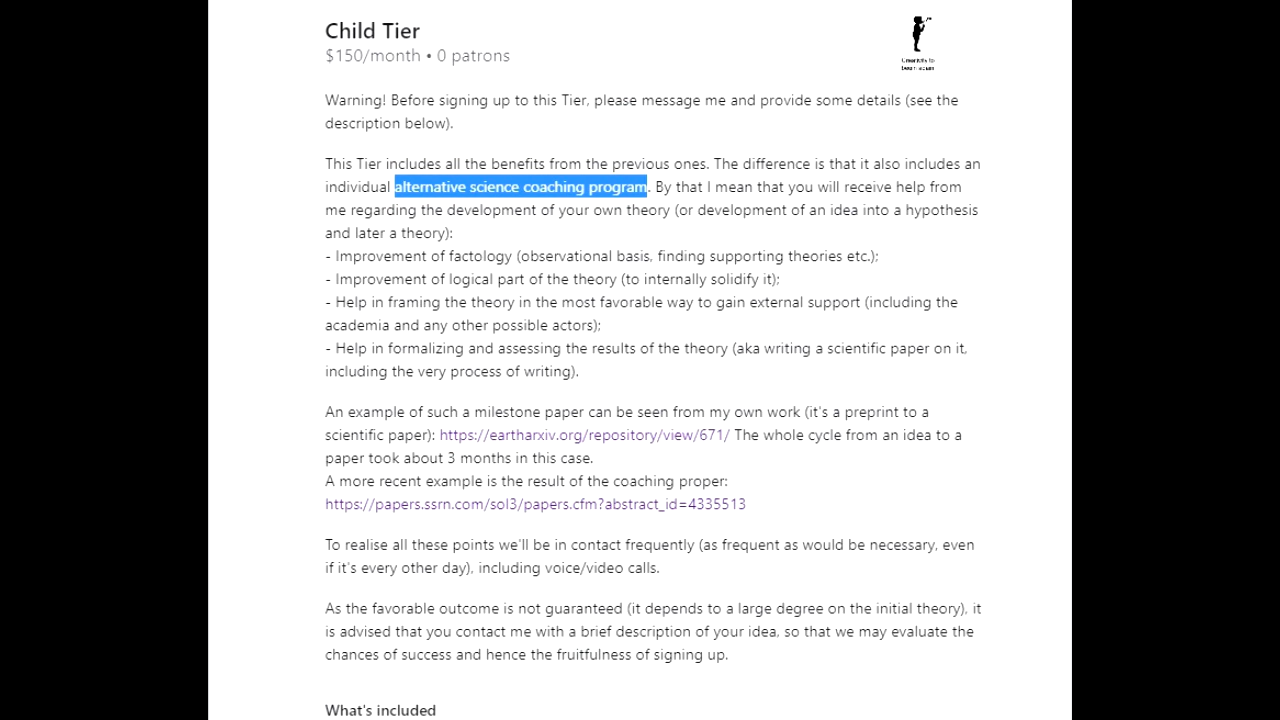 Child Tier
$150/month • 0 patrons
Warning! Before signing up to this Tier, please message me and provide some details (see the
description below).
This Tier includes all the benefits from the previous ones. The difference is that it also includes an
individual alternative science coaching program. By that I mean that you will receive help from
me regarding the development of your own theory (or development of an idea into a hypothesis
and later a theory):
- Improvement of factology (observational basis, finding supporting theories etc.);
- Improvement of logical part of the theory (to internally solidify it);
- Help in framing the theory in the most favorable way to gain external support (including the
academia and any other possible actors);
- Help in formalizing and assessing the results of the theory (aka writing a scientific paper on it,
including the very process of writing).
An example of such a milestone paper can be seen from my own work (it's a preprint to a
scientific paper): https://eartharxiv.org/repository/view/671/ The whole cycle from an idea to a
paper took about 3 months in this case.
A more recent example is the result of the coaching proper:
https://papers.ssrn.com/sol3/papers.cfm?abstract_id=4335513
To realise all these points we'll be in contact frequently (as frequent as would be necessary, even
if it's every other day), including voice/video calls.
As the favorable outcome is not guaranteed (it depends to a large degree on the initial theory), it
is advised that you contact me with a brief description of your idea, so that we may evaluate the
chances of success and hence the fruitfulness of signing up.
What's included